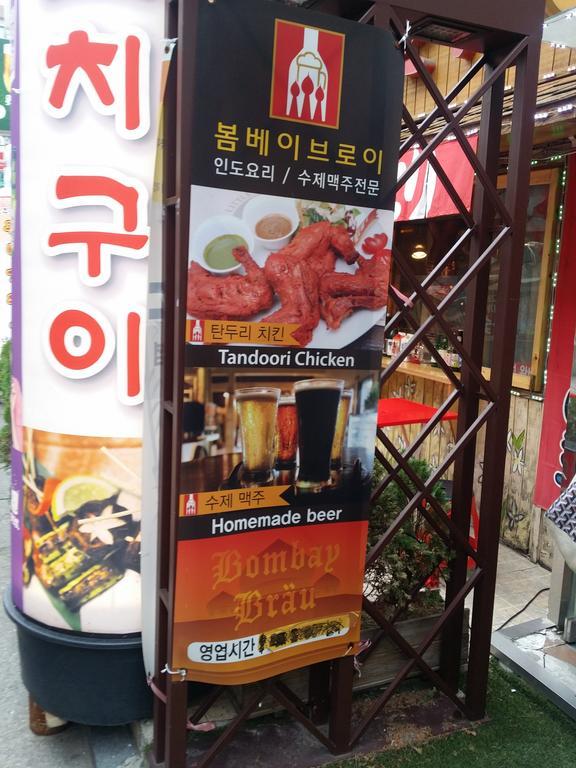 치
구
이
봄베이브로이
인도요리 / 수제맥주전문
탄두리 치킨
Tandoori Chicken
수제 맥주
Homemade beer
Bombay
Bräu
영업시간